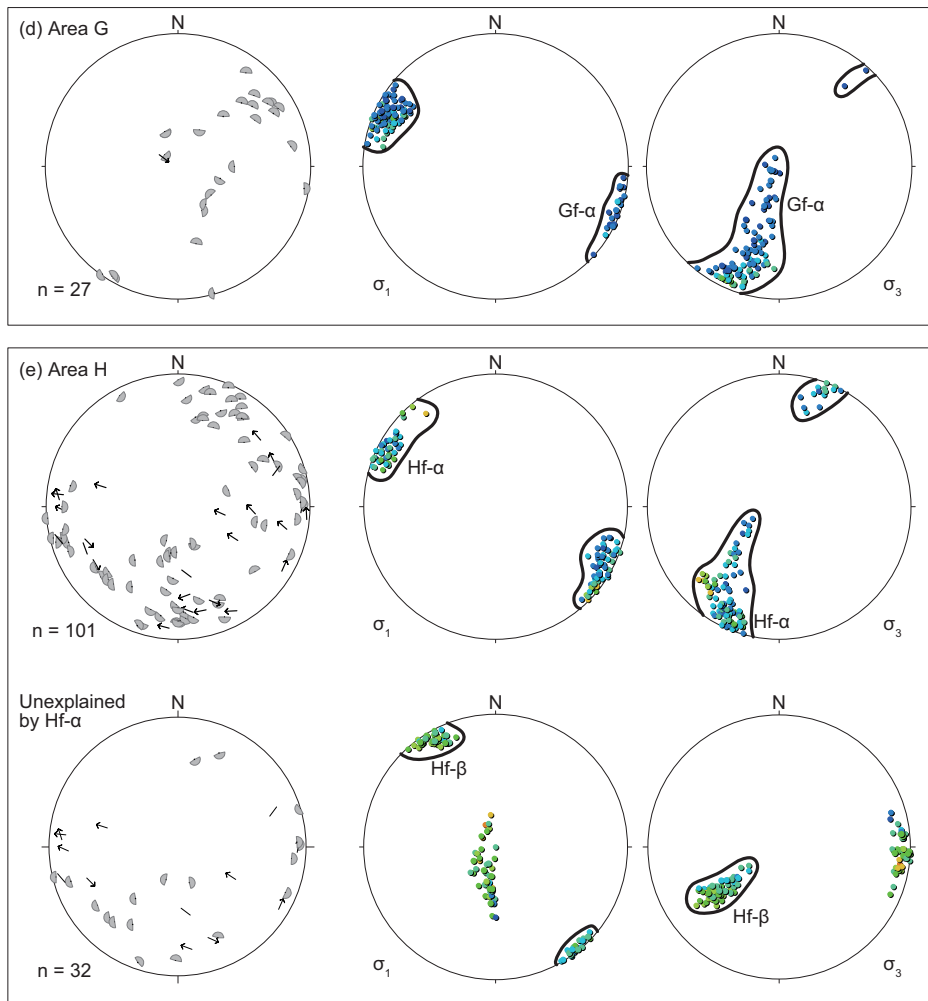 (d) Area G
N
N
N
Gf-α
Gf-α
n = 27
σ1
σ3
(e) Area H
N
N
N
Hf-α
Hf-α
n = 101
σ1
σ3
Unexplained
by Hf-α
N
N
N
Hf-β
Hf-β
n = 32
σ1
σ3